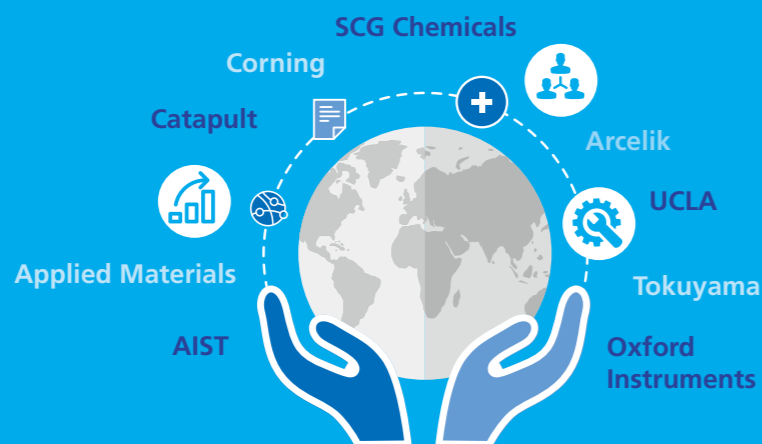 SCG Chemicals
Corning
Catapult
Arcelik
UCLA
Applied Materials
Tokuyama
AIST
Oxford
Instruments